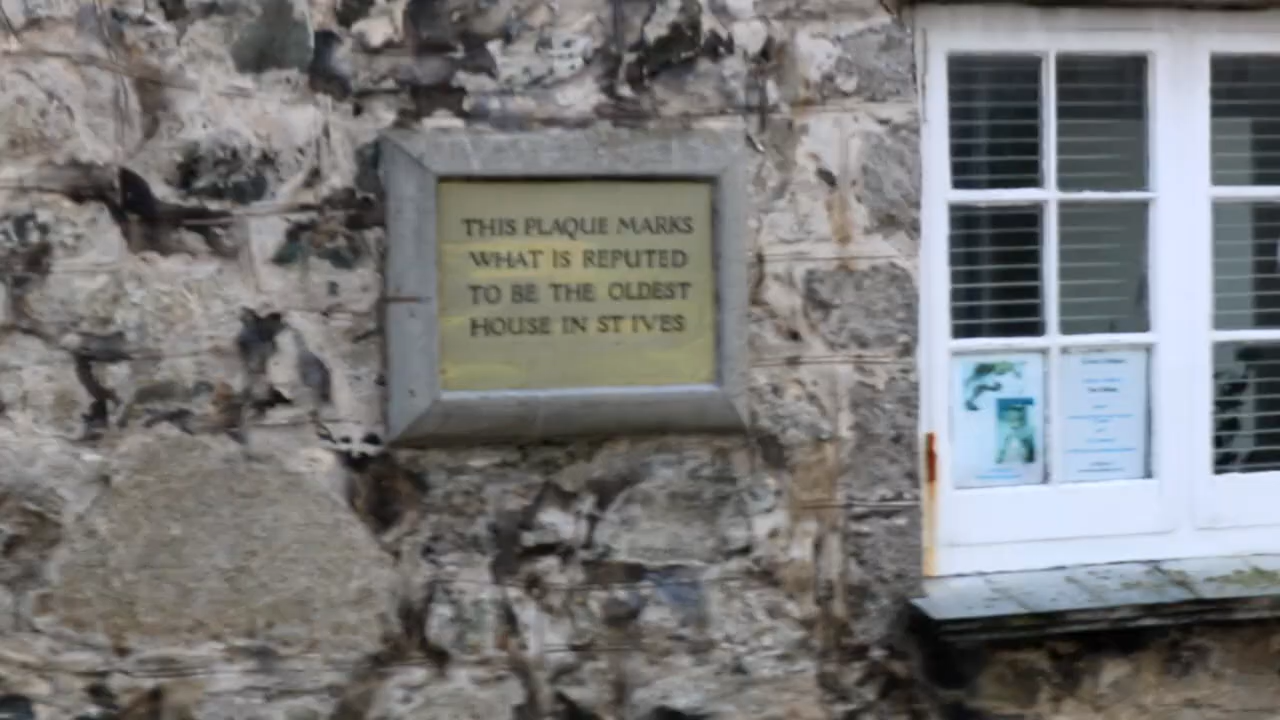 THIS PLAQUE MARKS
WHAT IS REPUTED
TO BE THE OLDEST
HOUSE IN ST IVES